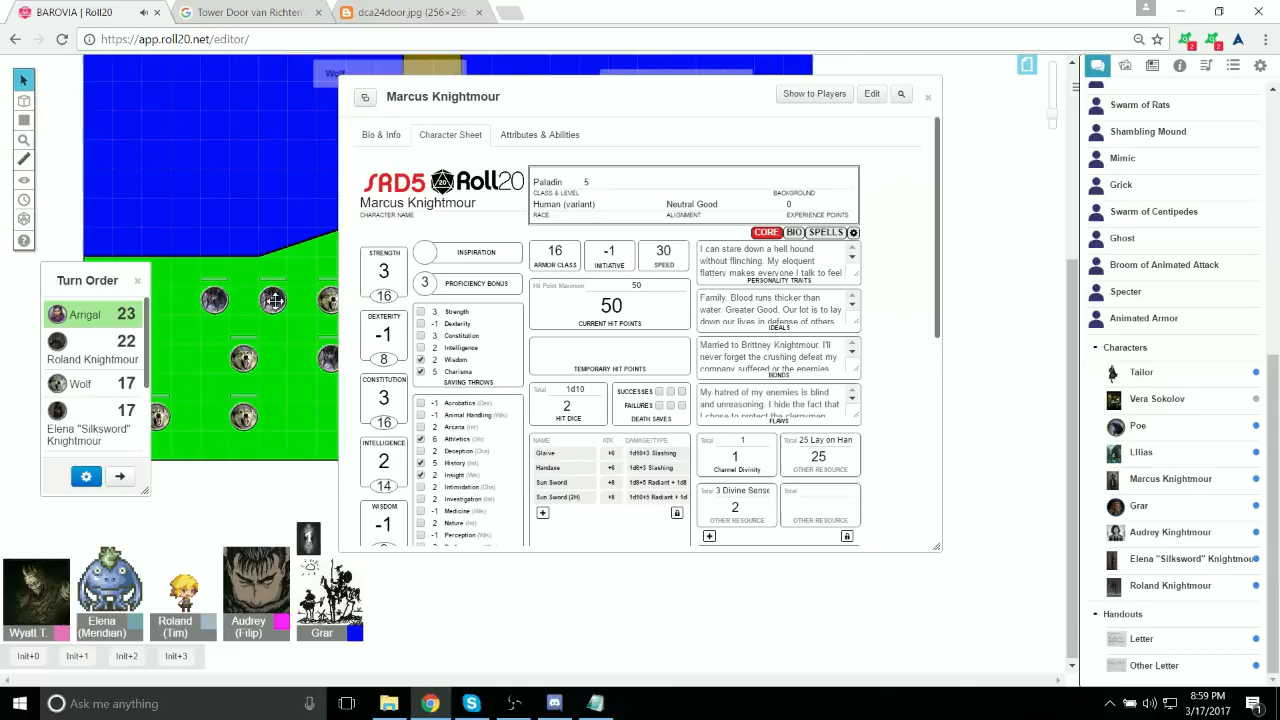 BAROVIA | Roll20
Tower Door van Richten'
dca24door.jpg (256×296
https://app.roll20.net/editor/
2
2
Wolf
Marcus Knightmour
Show to Players
Edit
Bio & Info
Character Sheet
Attributes & Abilities
SRD5 Roll20
Marcus Knightmour
CHARACTER NAME
Paladin 5
CLASS & LEVEL
BACKGROUND
Human (variant)
Neutral Good
0
RACE
ALIGNMENT
EXPERIENCE POINTS
CORE
BIO
SPELLS
STRENGTH
3
16
DEXTERITY
-1
8
CONSTITUTION
3
16
INTELLIGENCE
2
14
WISDOM
-1
INSPIRATION
3 PROFICIENCY BONUS
3 Strength
-1 Dexterity
3 Constitution
2 Intelligence
2 Wisdom
5 Charisma
SAVING THROWS
-1 Acrobatics (Dex)
-1 Animal Handling (Wis)
2 Arcana (Int)
6 Athletics (Str)
2 Deception (Cha)
5 History (Int)
2 Insight (Wis)
2 Intimidation (Cha)
2 Investigation (Int)
-1 Medicine (Wis)
2 Nature (Int)
-1 Perception (Wis)
16
ARMOR CLASS
-1
INITIATIVE
30
SPEED
Hit Point Maximum 50
50
CURRENT HIT POINTS
TEMPORARY HIT POINTS
Total 1d10
2
HIT DICE
SUCCESSES
FAILURES
DEATH SAVES
NAME ATK DAMAGE/TYPE
Glaive +6 1d10+3 Slashing
Handaxe +6 1d6+3 Slashing
Sun Sword +8 1d8+5 Radiant + 1d8
Sun Sword (2H) +8 1d10+5 Radiant + 1d
I can stare down a hell hound
without flinching. My eloquent
flattery makes everyone I talk to feel
PERSONALITY TRAITS
Family. Blood runs thicker than
water. Greater Good. Our lot is to lay
down our lives in defense of others.
IDEALS
Married to Brittney Knightmour. I'll
never forget the crushing defeat my
company suffered or the enemies
BONDS
My hatred of my enemies is blind
and unreasoning. I hide the fact that
I chose to protect the clergymen
FLAWS
Total 1
1
Channel Divinity
25 Lay on Han
25
OTHER RESOURCE
Total 3 Divine Sense
2
OTHER RESOURCE
Total
OTHER RESOURCE
Turn Order
Arrigal 23
22
Roland Knightmour
Wolf 17
17
Elena "Silksword"
Knightmour
Wyatt T.
Elena
(Meridian)
Roland
(Tim)
Audrey
(Filip)
Grar
Init+0
Init+1
Init+2
Init+3
Swarm of Rats
Shambling Mound
Mimic
Grick
Swarm of Centipedes
Ghost
Broom of Animated Attack
Specter
Animated Armor
Characters
Tailor
Vera Sokolov
Poe
Lilias
Marcus Knightmour
Grar
Audrey Knightmour
Elena "Silksword" Knightmou
Roland Knightmour
Handouts
Letter
Other Letter
Ask me anything
8:59 PM
3/17/2017
1